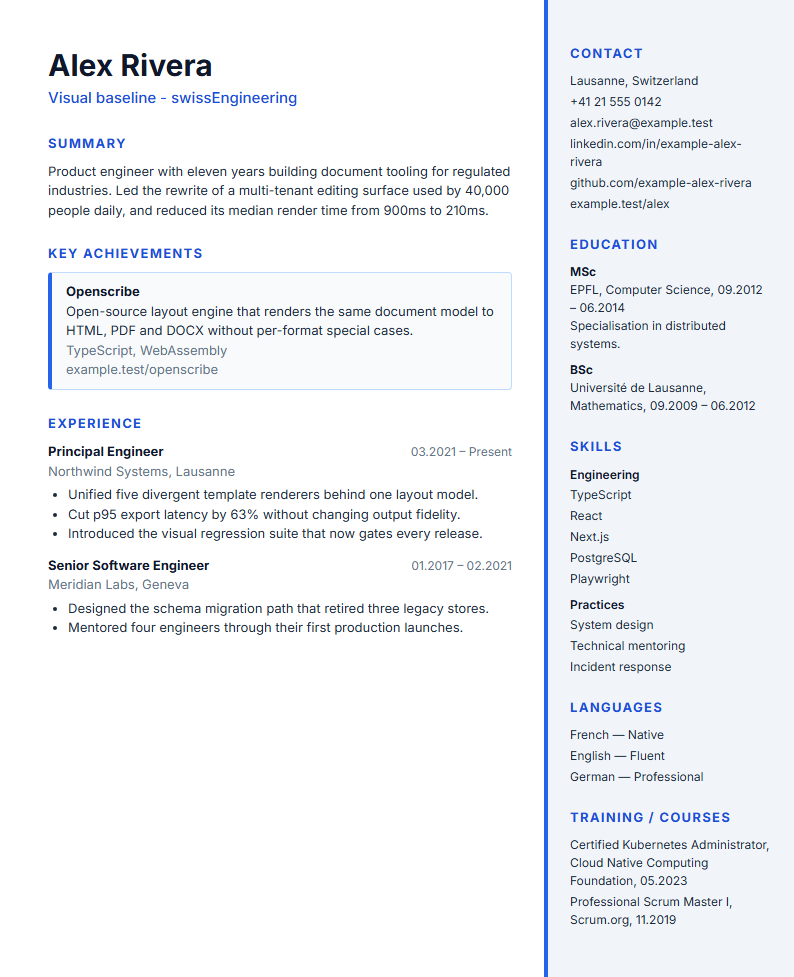 Alex Rivera
Visual baseline - swissEngineering
SUMMARY
Product engineer with eleven years building document tooling for regulated
industries. Led the rewrite of a multi-tenant editing surface used by 40,000
people daily, and reduced its median render time from 900ms to 210ms.
KEY ACHIEVEMENTS
Openscribe
Open-source layout engine that renders the same document model to
HTML, PDF and DOCX without per-format special cases.
TypeScript, WebAssembly
example.test/openscribe
EXPERIENCE
Principal Engineer 03.2021 – Present
Northwind Systems, Lausanne
• Unified five divergent template renderers behind one layout model.
• Cut p95 export latency by 63% without changing output fidelity.
• Introduced the visual regression suite that now gates every release.
Senior Software Engineer 01.2017 – 02.2021
Meridian Labs, Geneva
• Designed the schema migration path that retired three legacy stores.
• Mentored four engineers through their first production launches.
CONTACT
Lausanne, Switzerland
+41 21 555 0142
alex.rivera@example.test
linkedin.com/in/example-alex-
rivera
github.com/example-alex-rivera
example.test/alex
EDUCATION
MSc
EPFL, Computer Science, 09.2012
– 06.2014
Specialisation in distributed
systems.
BSc
Université de Lausanne,
Mathematics, 09.2009 – 06.2012
SKILLS
Engineering
TypeScript
React
Next.js
PostgreSQL
Playwright
Practices
System design
Technical mentoring
Incident response
LANGUAGES
French — Native
English — Fluent
German — Professional
TRAINING / COURSES
Certified Kubernetes Administrator,
Cloud Native Computing
Foundation, 05.2023
Professional Scrum Master I,
Scrum.org, 11.2019